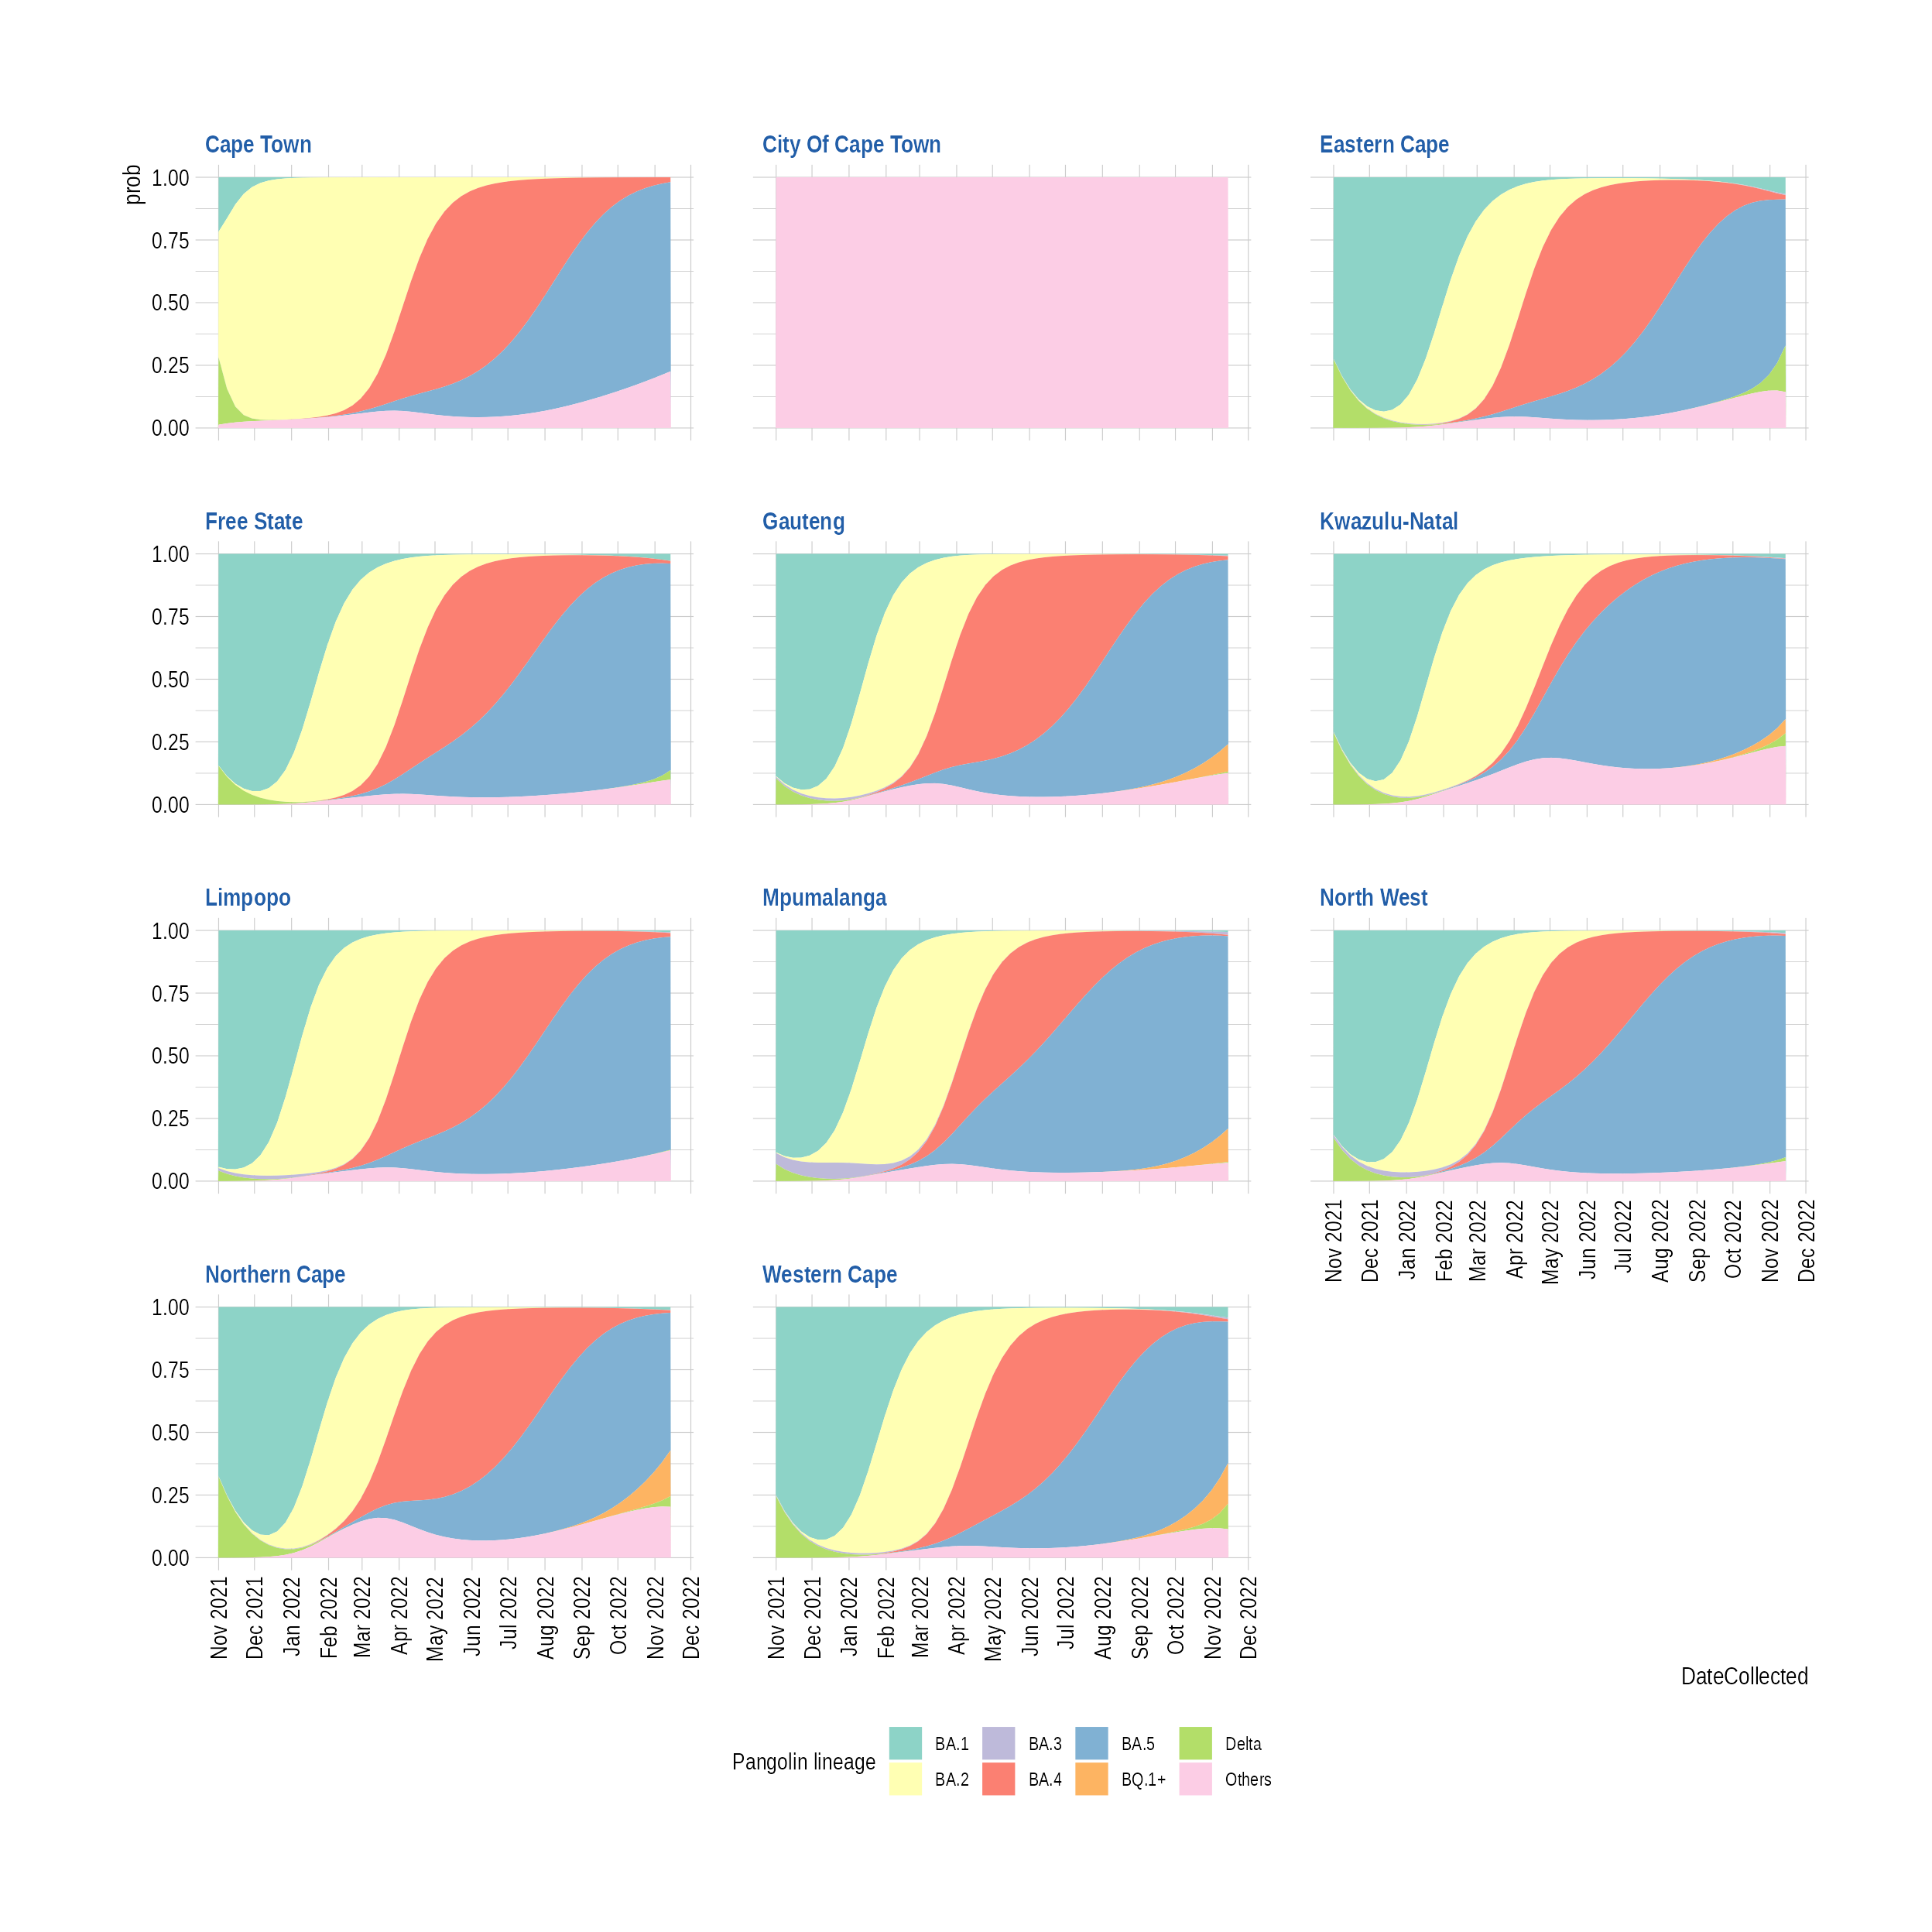 Cape Town
City Of Cape Town
Eastern Cape
prob
1.00
0.75
0.50
0.25
0.00
Free State
Gauteng
Kwazulu-Natal
1.00
0.75
0.50
0.25
0.00
Limpopo
Mpumalanga
North West
1.00
0.75
0.50
0.25
0.00
Nov 2021
Dec 2021
Jan 2022
Feb 2022
Mar 2022
Apr 2022
May 2022
Jun 2022
Jul 2022
Aug 2022
Sep 2022
Oct 2022
Nov 2022
Dec 2022
Northern Cape
Western Cape
1.00
0.75
0.50
0.25
0.00
Nov 2021
Dec 2021
Jan 2022
Feb 2022
Mar 2022
Apr 2022
May 2022
Jun 2022
Jul 2022
Aug 2022
Sep 2022
Oct 2022
Nov 2022
Dec 2022
Nov 2021
Dec 2021
Jan 2022
Feb 2022
Mar 2022
Apr 2022
May 2022
Jun 2022
Jul 2022
Aug 2022
Sep 2022
Oct 2022
Nov 2022
Dec 2022
DateCollected
Pangolin lineage
BA.1
BA.3
BA.5
Delta
BA.2
BA.4
BQ.1+
Others